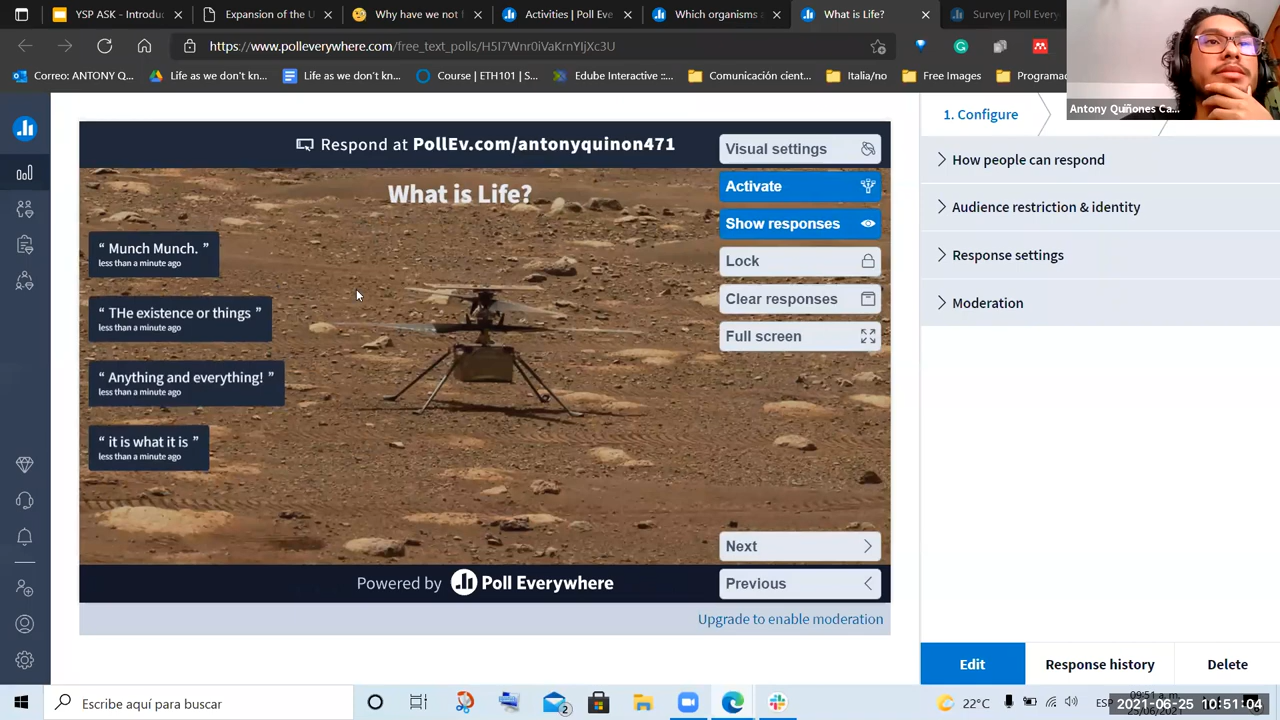 YSP ASK - Introduc
Expansion of the U
Why have we not l
Activities | Poll Eve
Which organisms a
What is Life?
Survey | Poll Every
https://www.polleverywhere.com/free_text_polls/H5I7Wnr0iVaKrnYIjXc3U
Correo: ANTONY Q...
Life as we don't kn...
Life as we don't kn...
Course | ETH101 | S...
Edube Interactive ::...
Comunicación cient...
Italia/no
Free Images
Programac
Antony Quiñones Ca...
Respond at PollEv.com/antonyquinon471
What is Life?
“ Munch Munch. ”
less than a minute ago
“ THe existence or things ”
less than a minute ago
“ Anything and everything! ”
less than a minute ago
“ it is what it is ”
less than a minute ago
Visual settings
Activate
Show responses
Lock
Clear responses
Full screen
Next
Previous
Powered by Poll Everywhere
Upgrade to enable moderation
1. Configure
How people can respond
Audience restriction & identity
Response settings
Moderation
Edit
Response history
Delete
Escribe aquí para buscar
2
22°C
ESP
09:51 a. m.
2021-06-25 10:51:04